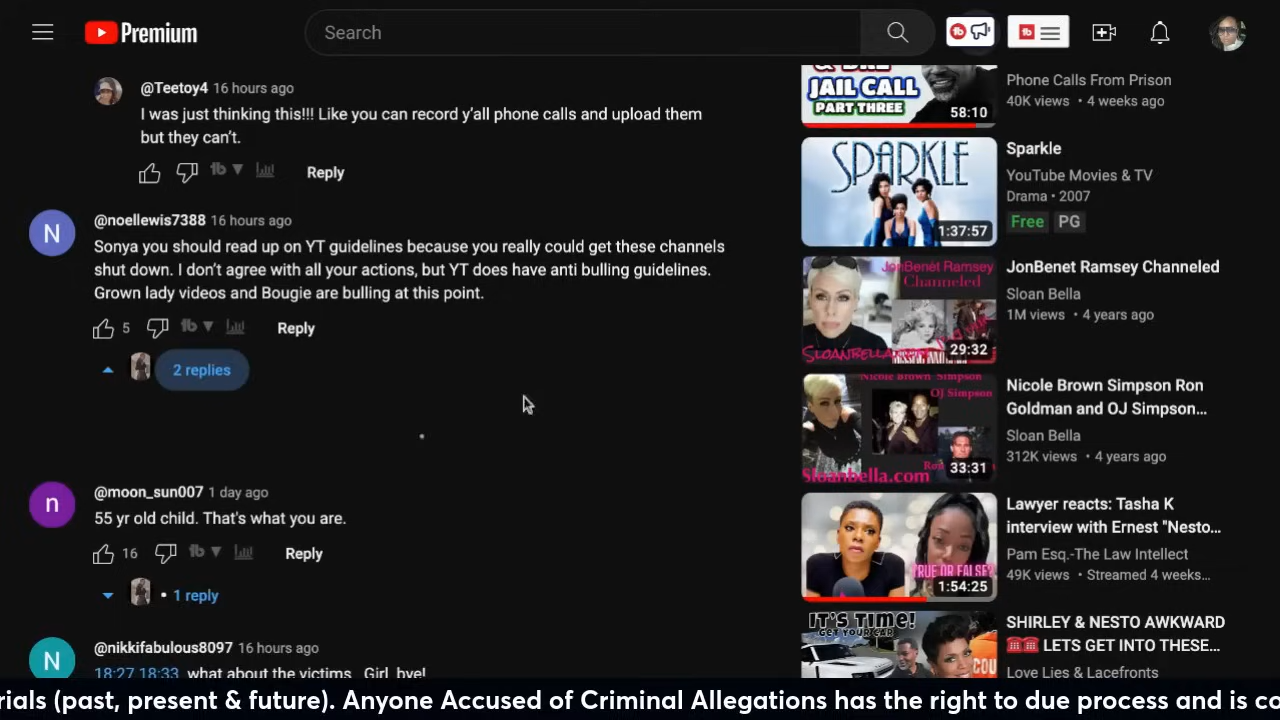 Premium
Search
@Teetoy4 16 hours ago
thinking this!!! Like you can record y'all phone calls and upload them
but they can't.
Reply
N
@noellewis7388 16 hours ago
Sonya you should read up on YT guidelines because you really could get these channels
shut down. I don't agree with all your actions, but YT does have anti bulling guidelines.
Grown lady videos and Bougie are bulling at this point.
5
Reply
2 replies
n
@moon_sun007 1 day ago
55 yr old child. That's what you are.
16
Reply
1 reply
N
@nikkifabulous8097 16 hours ago
18:27 18:33 what about the victims Girl bye!
JAIL CALL
PART THREE
58:10
Phone Calls From Prison
40K views • 4 weeks ago
SPARKLE
1:37:57
Sparkle
YouTube Movies & TV
Drama • 2007
Free PG
JonBenét Ramsey
Channeled
29:32
JonBenet Ramsey Channeled
Sloan Bella
1M views • 4 years ago
Nicole Brown Simpson
OJ Simpson
Sloanbella.com
33:31
Nicole Brown Simpson Ron
Goldman and OJ Simpson...
Sloan Bella
312K views • 4 years ago
TRUE OR FALSE?
1:54:25
Lawyer reacts: Tasha K
interview with Ernest "Nesto...
Pam Esq.-The Law Intellect
49K views • Streamed 4 weeks...
IT'S TIME!
GET YOUR CAR
SHIRLEY & NESTO AWKWARD
☎️☎️ LETS GET INTO THESE...
Love Lies & Lacefronts
rials (past, present & future). Anyone Accused of Criminal Allegations has the right to due process and is co